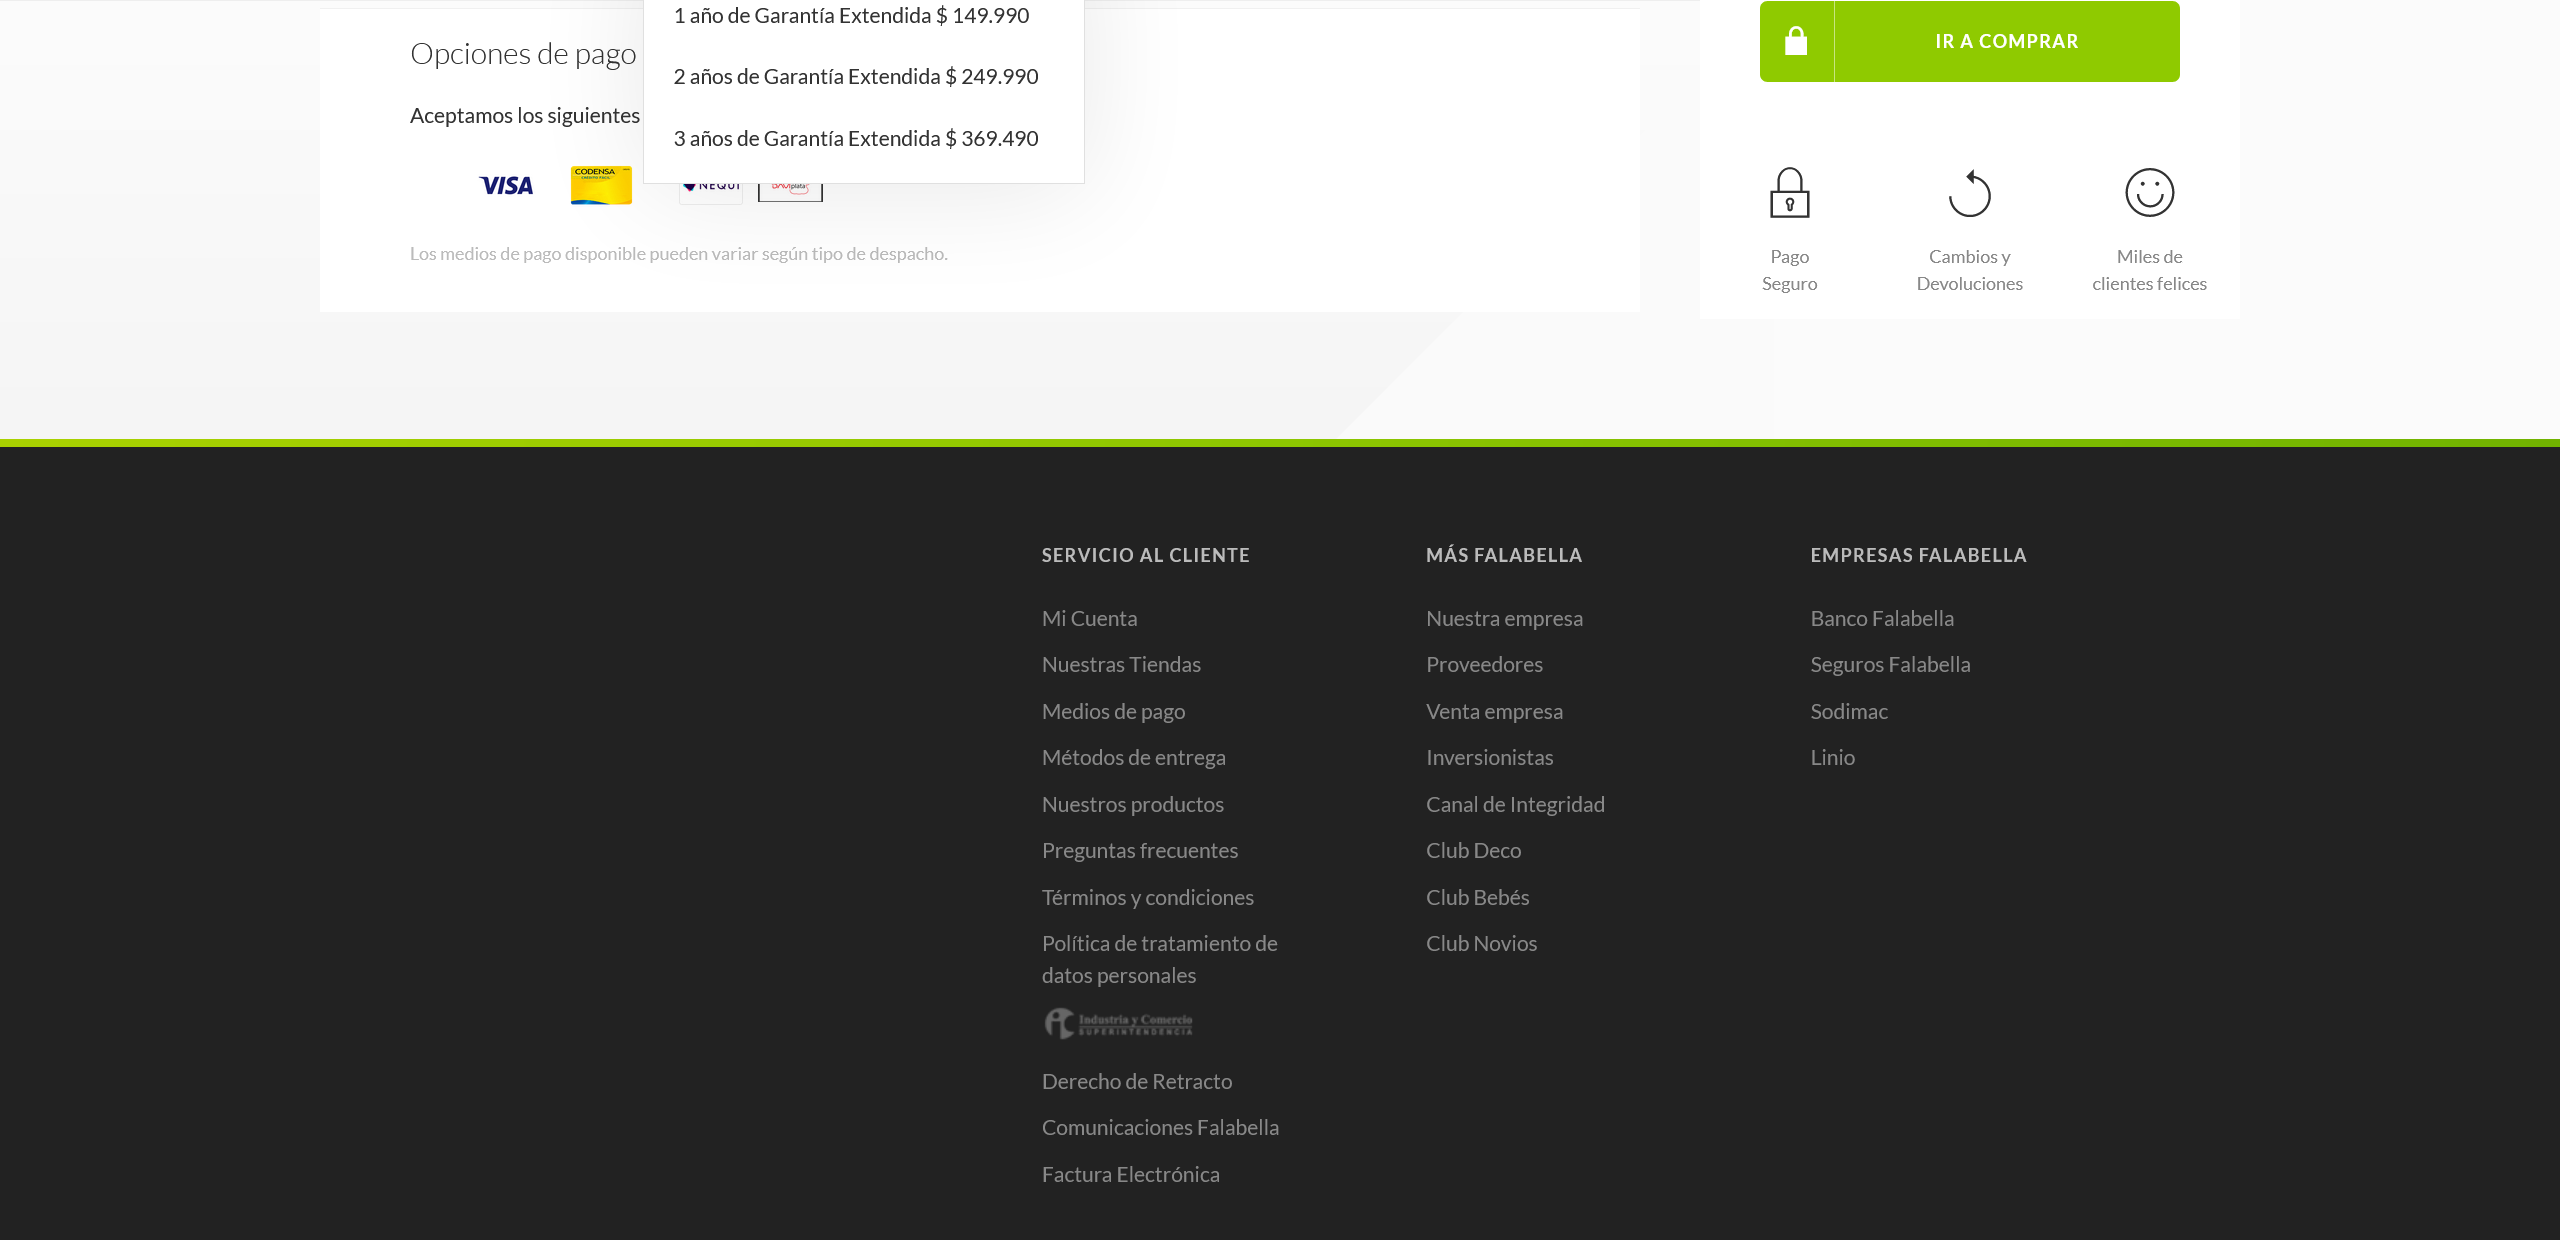 1 año de Garantía Extendida $ 149.990
2 años de Garantía Extendida $ 249.990
3 años de Garantía Extendida $ 369.490
Opciones de pago
Aceptamos los siguientes
VISA
CODENSA
NEQUI
Los medios de pago disponible pueden variar según tipo de despacho.
IR A COMPRAR
Pago
Seguro
Cambios y
Devoluciones
Miles de
clientes felices
SERVICIO AL CLIENTE
Mi Cuenta
Nuestras Tiendas
Medios de pago
Métodos de entrega
Nuestros productos
Preguntas frecuentes
Términos y condiciones
Política de tratamiento de
datos personales
Industria y Comercio
SUPERINTENDENCIA
Derecho de Retracto
Comunicaciones Falabella
Factura Electrónica
MÁS FALABELLA
Nuestra empresa
Proveedores
Venta empresa
Inversionistas
Canal de Integridad
Club Deco
Club Bebés
Club Novios
EMPRESAS FALABELLA
Banco Falabella
Seguros Falabella
Sodimac
Linio